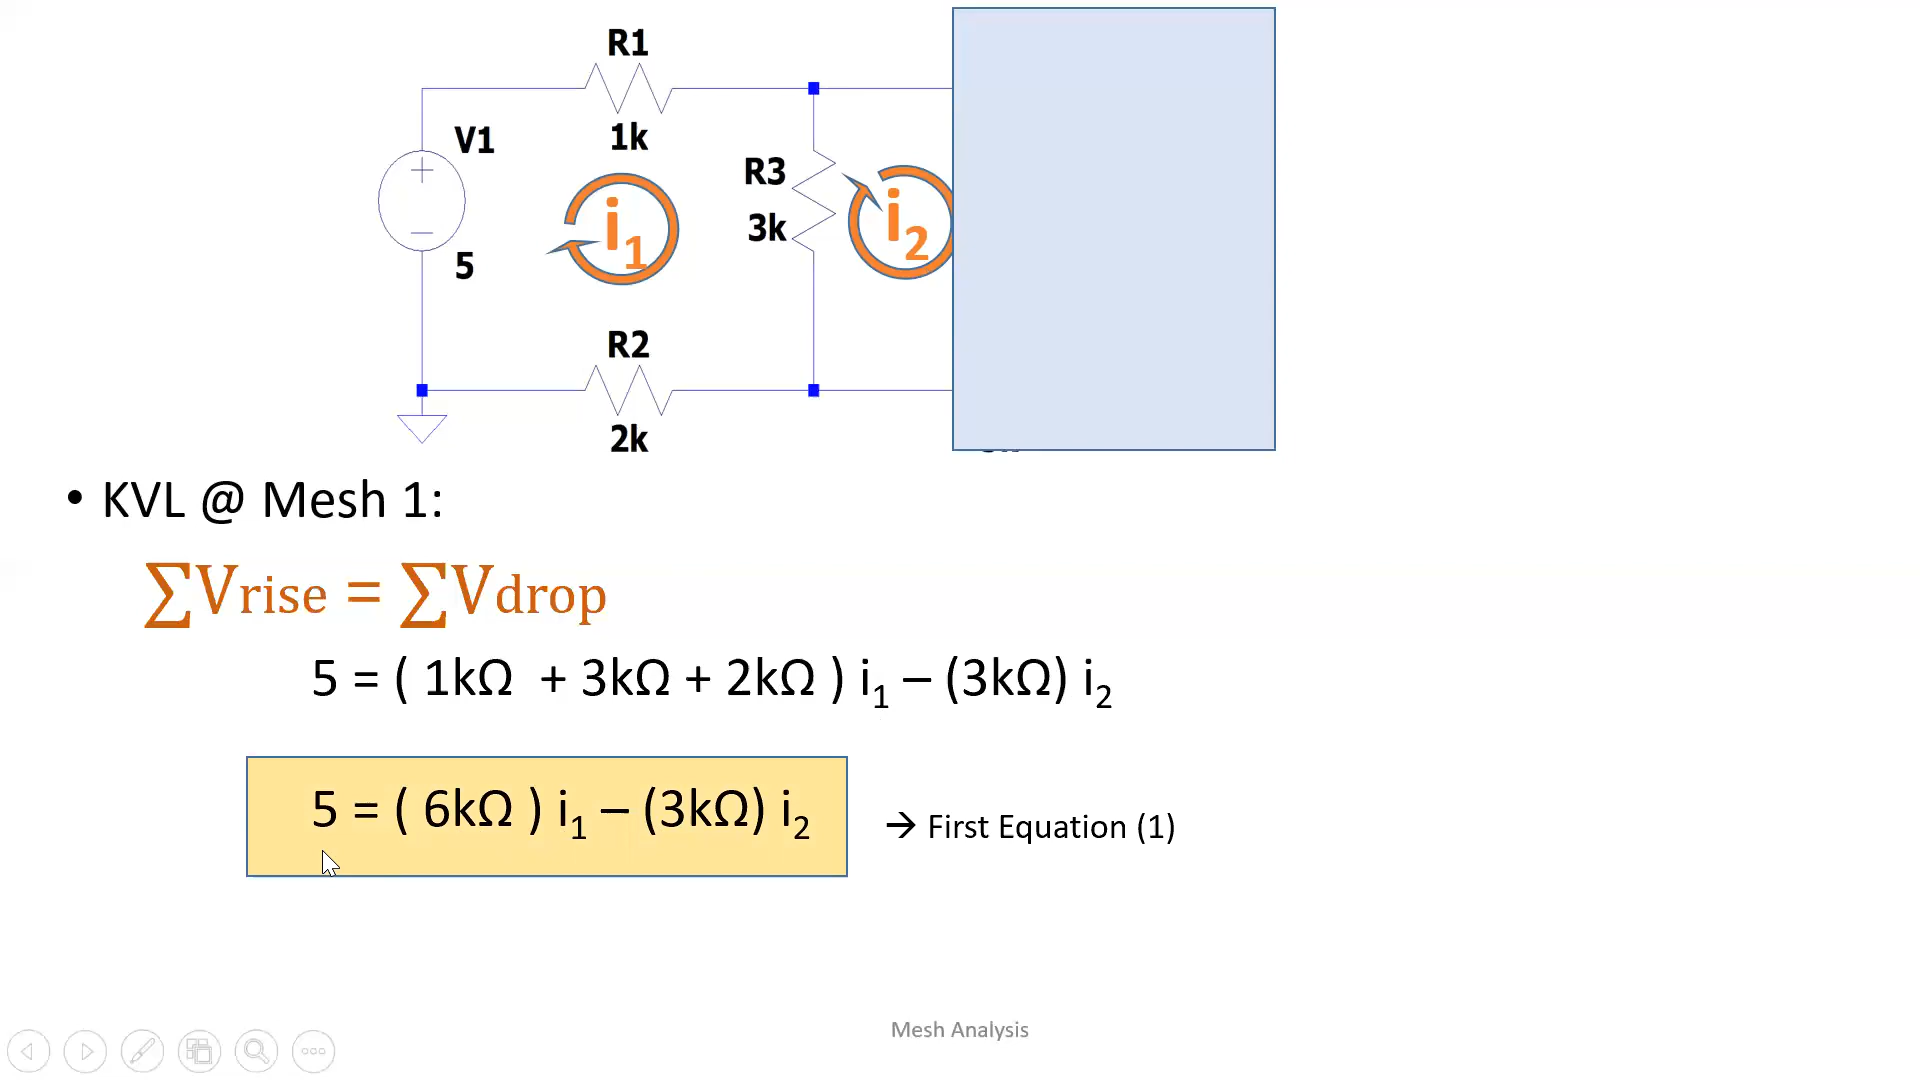 R1
1k
V1
5
R3
3k
i1
i2
R2
2k
• KVL @ Mesh 1:
∑Vrise = ∑Vdrop
5 = ( 1kΩ + 3kΩ + 2kΩ ) i₁ – (3kΩ) i₂
5 = ( 6kΩ ) i₁ – (3kΩ) i₂
→ First Equation (1)
Mesh Analysis